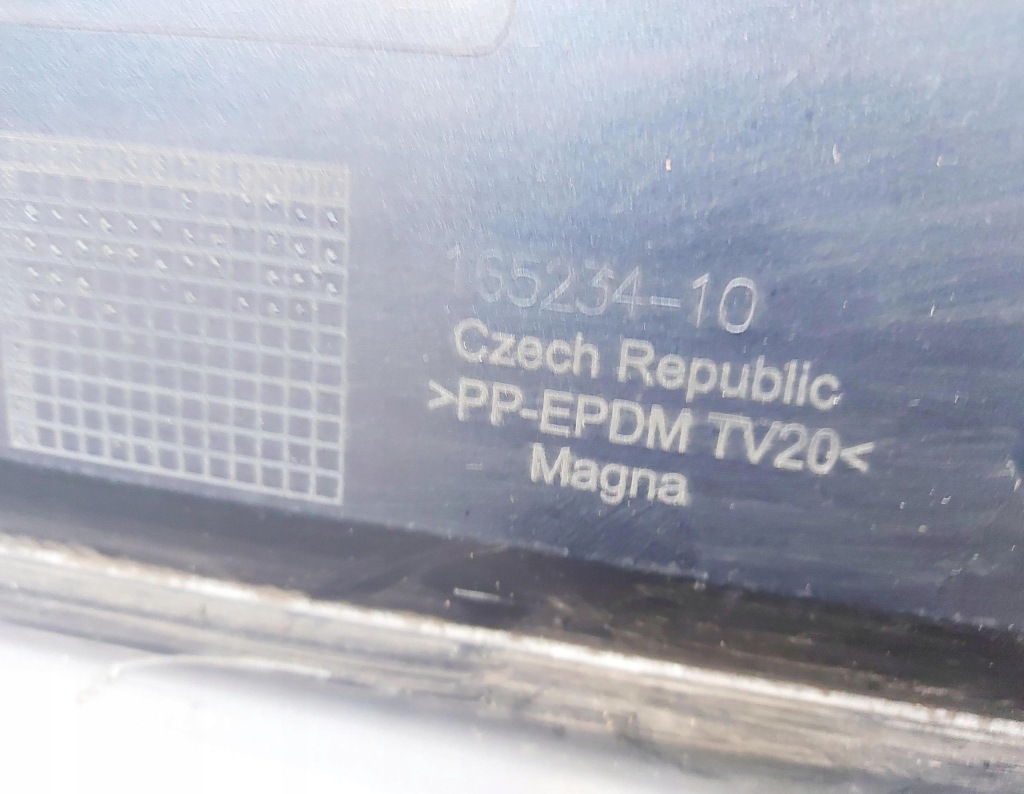 165234-10
Czech Republic
>PP-EPDM TV20<
Magna